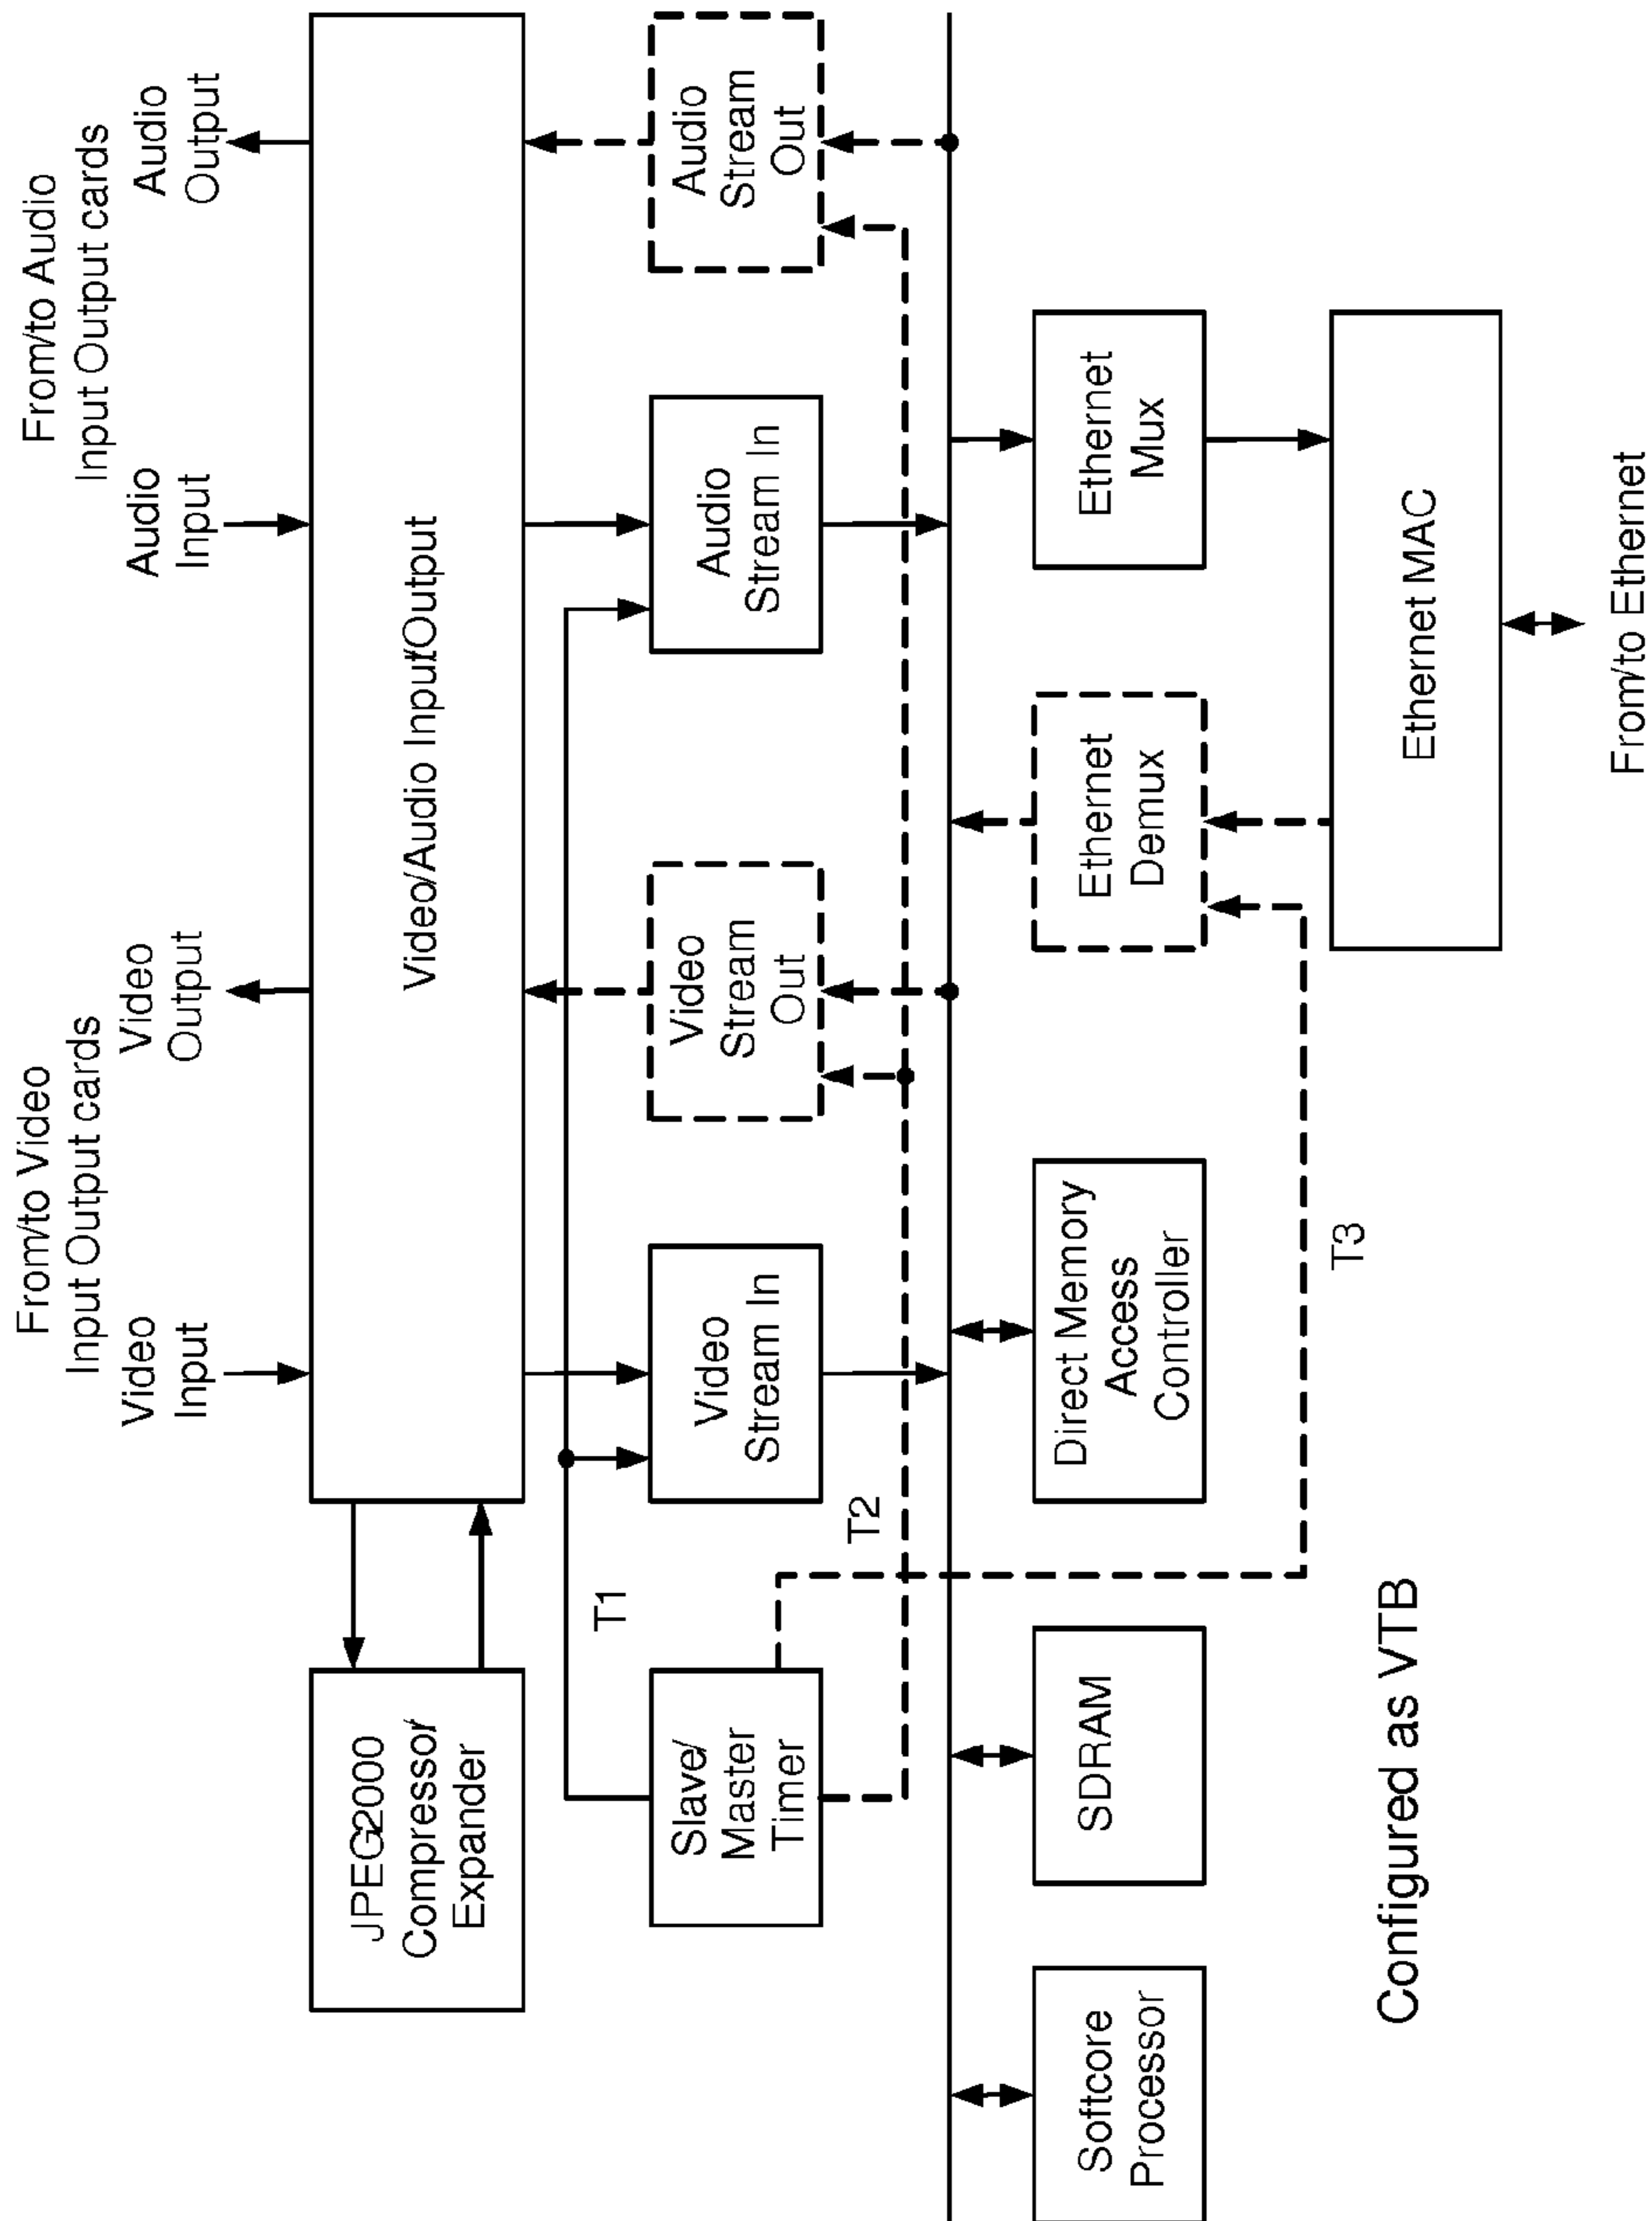 From/to Video
Input Output cards
From/to Audio
Input Output cards
Video
Input
Video
Output
Audio
Input
Audio
Output
JPEG2000
Compressor/
Expander
Video/Audio Input/Output
T1
Slave/
Master
Timer
Video
Stream In
Video
Stream
Out
Audio
Stream In
Audio
Stream
Out
T2
Softcore
Processor
SDRAM
Direct Memory
Access
Controller
Ethernet
Demux
Ethernet
Mux
T3
Ethernet MAC
Configured as VTB
From/to Ethernet